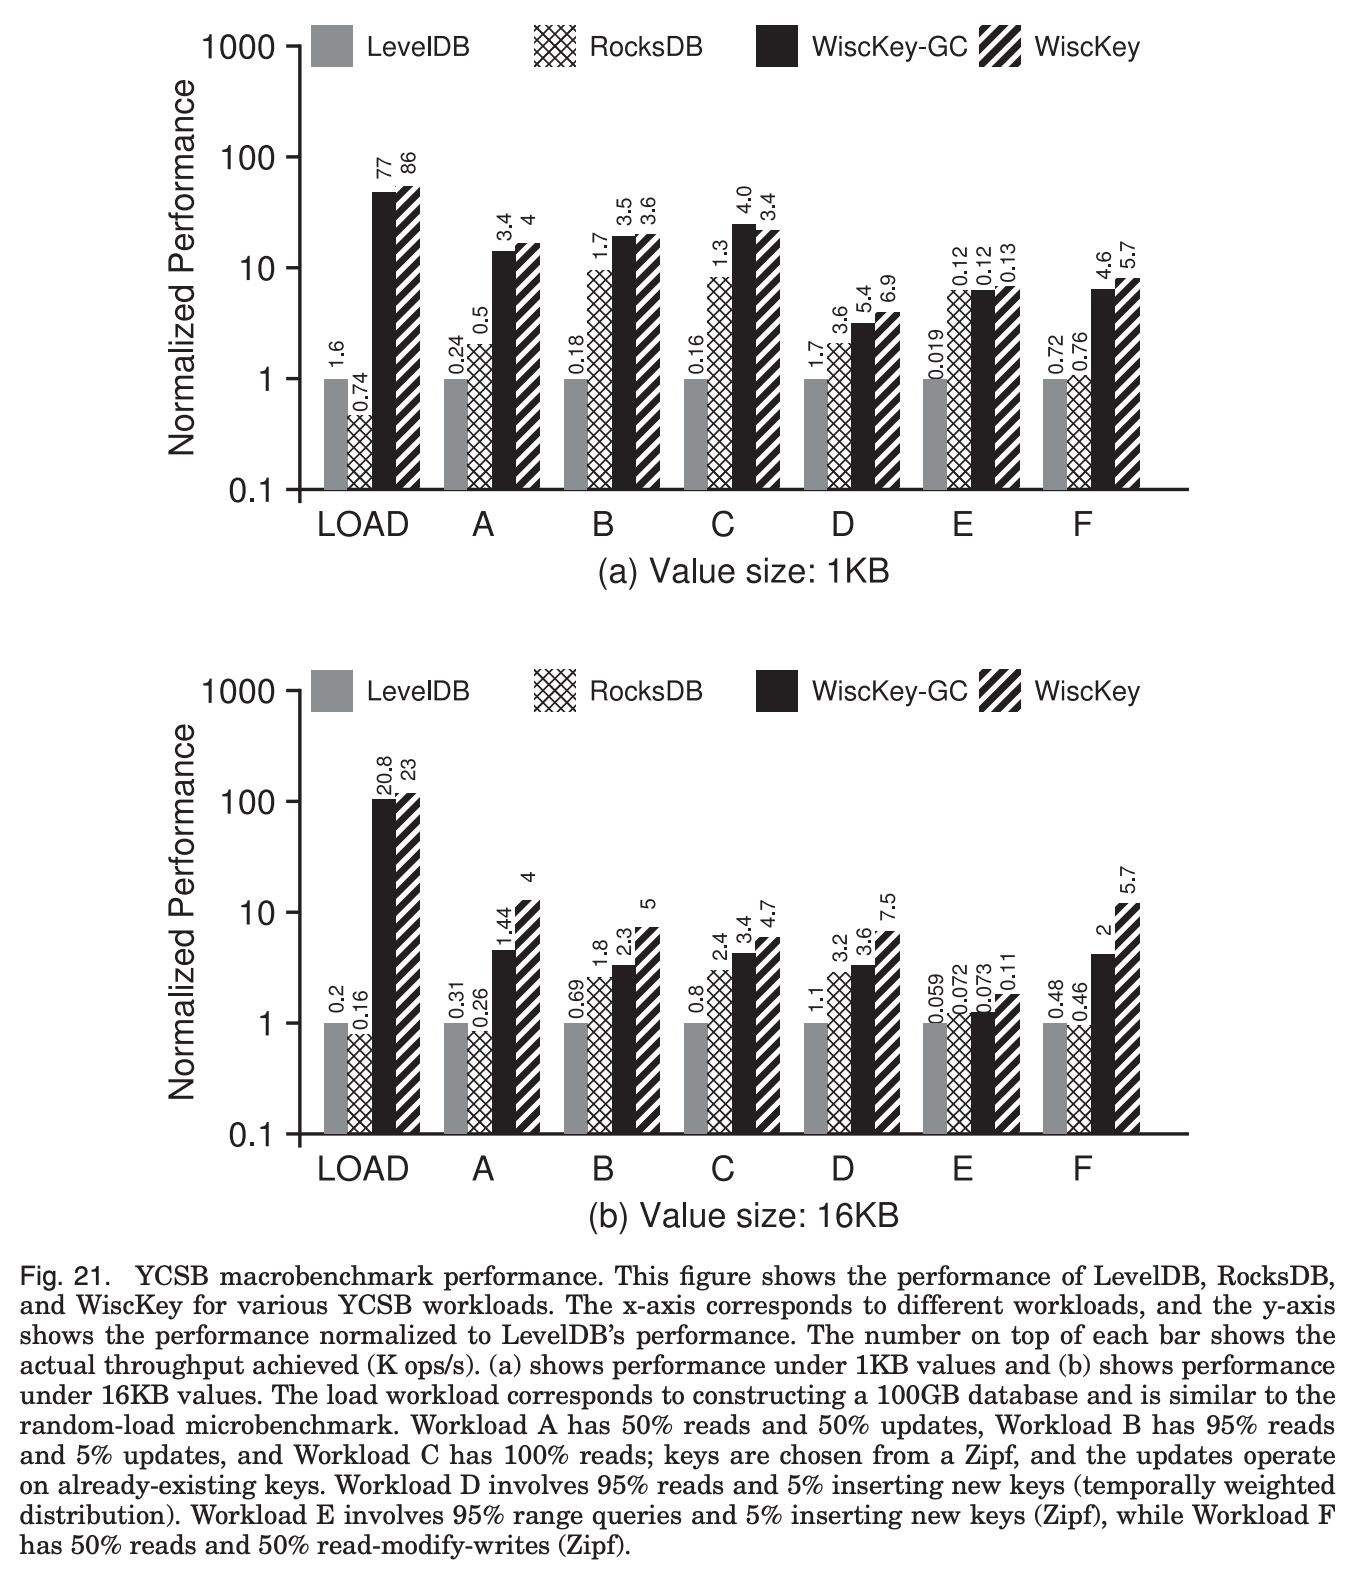 1000
LevelDB
RocksDB
WiscKey-GC
WiscKey
Normalized Performance
100
10
1
0.1
1.6
0.74
77
86
0.24
0.5
3.4
4
0.18
1.7
3.5
3.6
0.16
1.3
4.0
3.4
1.7
3.6
5.4
6.9
0.019
0.12
0.12
0.13
0.72
0.76
4.6
5.7
LOAD A B C D E F
(a) Value size: 1KB
1000
LevelDB
RocksDB
WiscKey-GC
WiscKey
Normalized Performance
100
10
1
0.1
0.2
0.16
20.8
23
0.31
0.26
1.44
4
0.69
1.8
2.3
5
0.8
2.4
3.4
4.7
1.1
3.2
3.6
7.5
0.059
0.072
0.073
0.11
0.48
0.46
2
5.7
LOAD A B C D E F
(b) Value size: 16KB
Fig. 21. YCSB macrobenchmark performance. This figure shows the performance of LevelDB, RocksDB,
and WiscKey for various YCSB workloads. The x-axis corresponds to different workloads, and the y-axis
shows the performance normalized to LevelDB's performance. The number on top of each bar shows the
actual throughput achieved (K ops/s). (a) shows performance under 1KB values and (b) shows performance
under 16KB values. The load workload corresponds to constructing a 100GB database and is similar to the
random-load microbenchmark. Workload A has 50% reads and 50% updates, Workload B has 95% reads
and 5% updates, and Workload C has 100% reads; keys are chosen from a Zipf, and the updates operate
on already-existing keys. Workload D involves 95% reads and 5% inserting new keys (temporally weighted
distribution). Workload E involves 95% range queries and 5% inserting new keys (Zipf), while Workload F
has 50% reads and 50% read-modify-writes (Zipf).